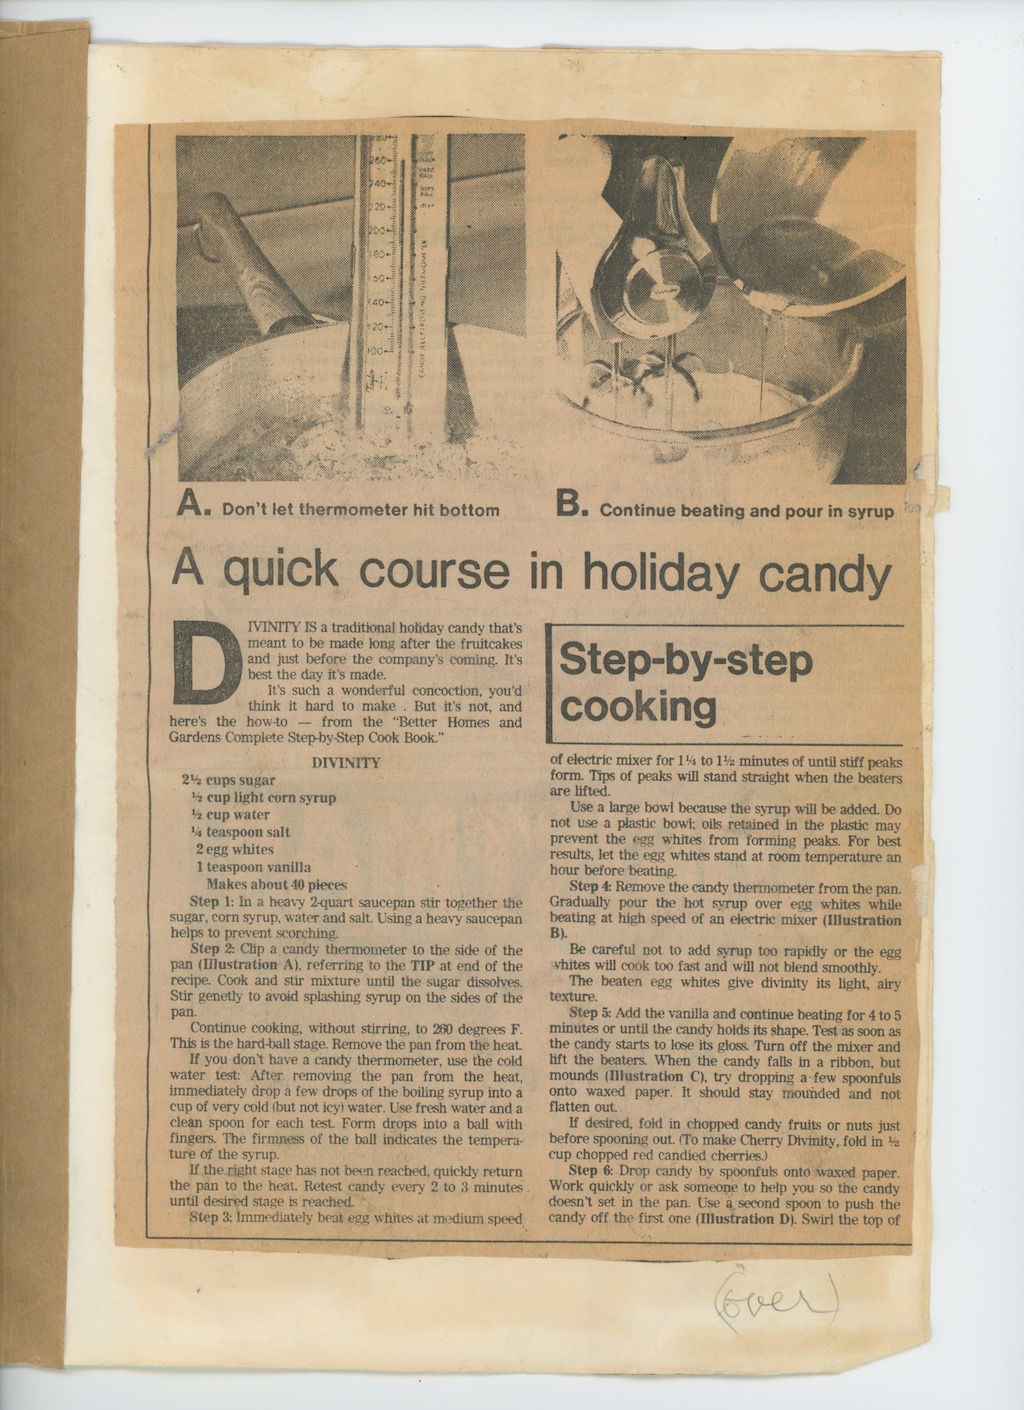 A. Don't let thermometer hit bottom
B. Continue beating and pour in syrup
A quick course in holiday candy
DIVINITY IS a traditional holiday candy that's
meant to be made long after the fruitcakes
and just before the company's coming. It's
best the day it's made.
It's such a wonderful concoction, you'd
think it hard to make . But it's not, and
here's the how-to — from the "Better Homes and
Gardens Complete Step-by-Step Cook Book."
DIVINITY
2½ cups sugar
½ cup light corn syrup
½ cup water
¼ teaspoon salt
2 egg whites
1 teaspoon vanilla
Makes about 40 pieces
Step 1: In a heavy 2-quart saucepan stir together the
sugar, corn syrup, water and salt. Using a heavy saucepan
helps to prevent scorching.
Step 2: Clip a candy thermometer to the side of the
pan (Illustration A), referring to the TIP at end of the
recipe. Cook and stir mixture until the sugar dissolves.
Stir genetly to avoid splashing syrup on the sides of the
pan.
Continue cooking, without stirring, to 260 degrees F.
This is the hard-ball stage. Remove the pan from the heat.
If you don't have a candy thermometer, use the cold
water test: After removing the pan from the heat,
immediately drop a few drops of the boiling syrup into a
cup of very cold (but not icy) water. Use fresh water and a
clean spoon for each test. Form drops into a ball with
fingers. The firmness of the ball indicates the tempera-
ture of the syrup.
If the right stage has not been reached, quickly return
the pan to the heat. Retest candy every 2 to 3 minutes
until desired stage is reached.
Step 3: Immediately beat egg whites at medium speed
Step-by-step
cooking
of electric mixer for 1¼ to 1½ minutes of until stiff peaks
form. Tips of peaks will stand straight when the beaters
are lifted.
Use a large bowl because the syrup will be added. Do
not use a plastic bowl; oils retained in the plastic may
prevent the egg whites from forming peaks. For best
results, let the egg whites stand at room temperature an
hour before beating.
Step 4: Remove the candy thermometer from the pan.
Gradually pour the hot syrup over egg whites while
beating at high speed of an electric mixer (Illustration
B).
Be careful not to add syrup too rapidly or the egg
whites will cook too fast and will not blend smoothly.
The beaten egg whites give divinity its light, airy
texture.
Step 5: Add the vanilla and continue beating for 4 to 5
minutes or until the candy holds its shape. Test as soon as
the candy starts to lose its gloss. Turn off the mixer and
lift the beaters. When the candy falls in a ribbon, but
mounds (Illustration C), try dropping a few spoonfuls
onto waxed paper. It should stay mounded and not
flatten out.
If desired, fold in chopped candy fruits or nuts just
before spooning out. (To make Cherry Divinity, fold in ½
cup chopped red candied cherries.)
Step 6: Drop candy by spoonfuls onto waxed paper.
Work quickly or ask someone to help you so the candy
doesn't set in the pan. Use a second spoon to push the
candy off the first one (Illustration D). Swirl the top of
(over)